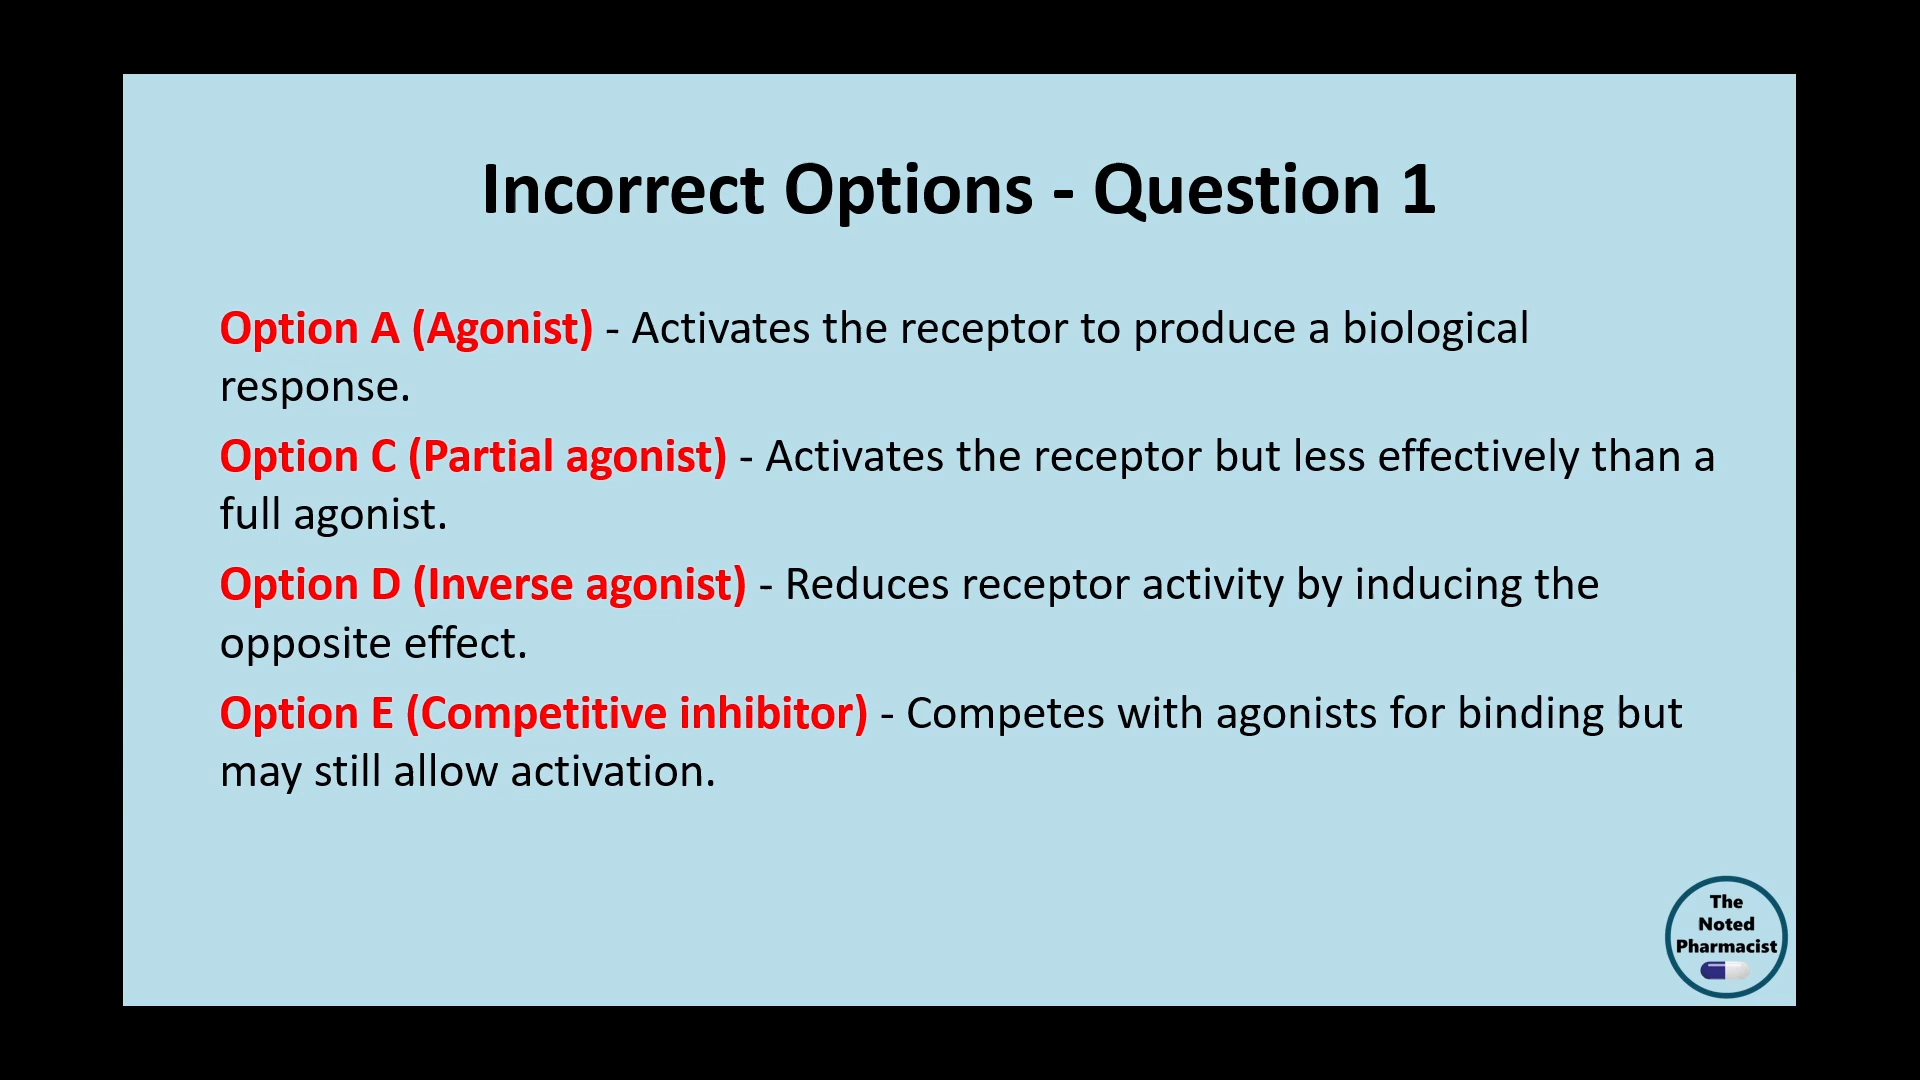 Incorrect Options - Question 1
Option A (Agonist) - Activates the receptor to produce a biological
response.
Option C (Partial agonist) - Activates the receptor but less effectively than a
full agonist.
Option D (Inverse agonist) - Reduces receptor activity by inducing the
opposite effect.
Option E (Competitive inhibitor) - Competes with agonists for binding but
may still allow activation.
The
Noted
Pharmacist